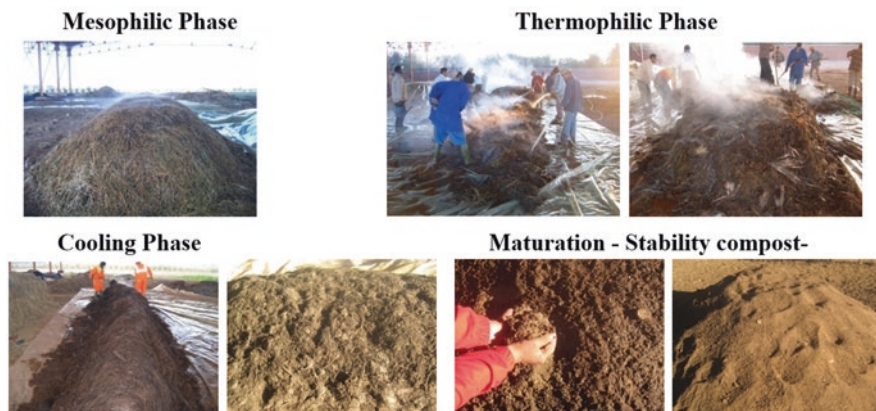 Mesophilic Phase
Thermophilic Phase
Cooling Phase
Maturation - Stability compost-